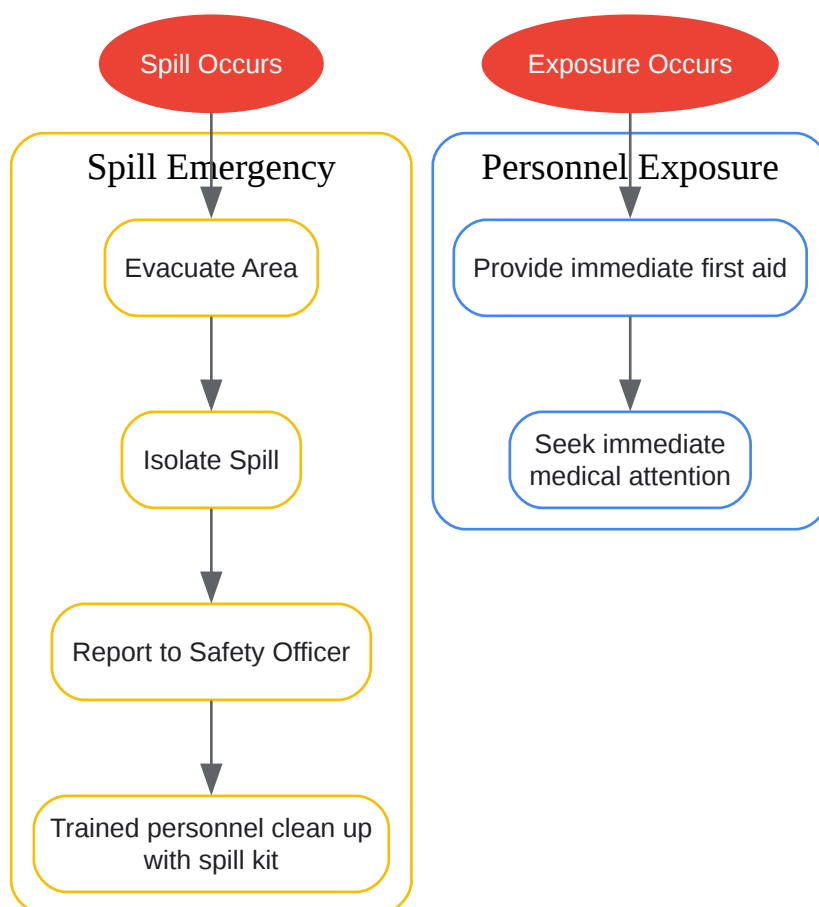 Spill Occurs
Spill Emergency
Evacuate Area
Isolate Spill
Report to Safety Officer
Trained personnel clean up
with spill kit
Exposure Occurs
Personnel Exposure
Provide immediate first aid
Seek immediate
medical attention